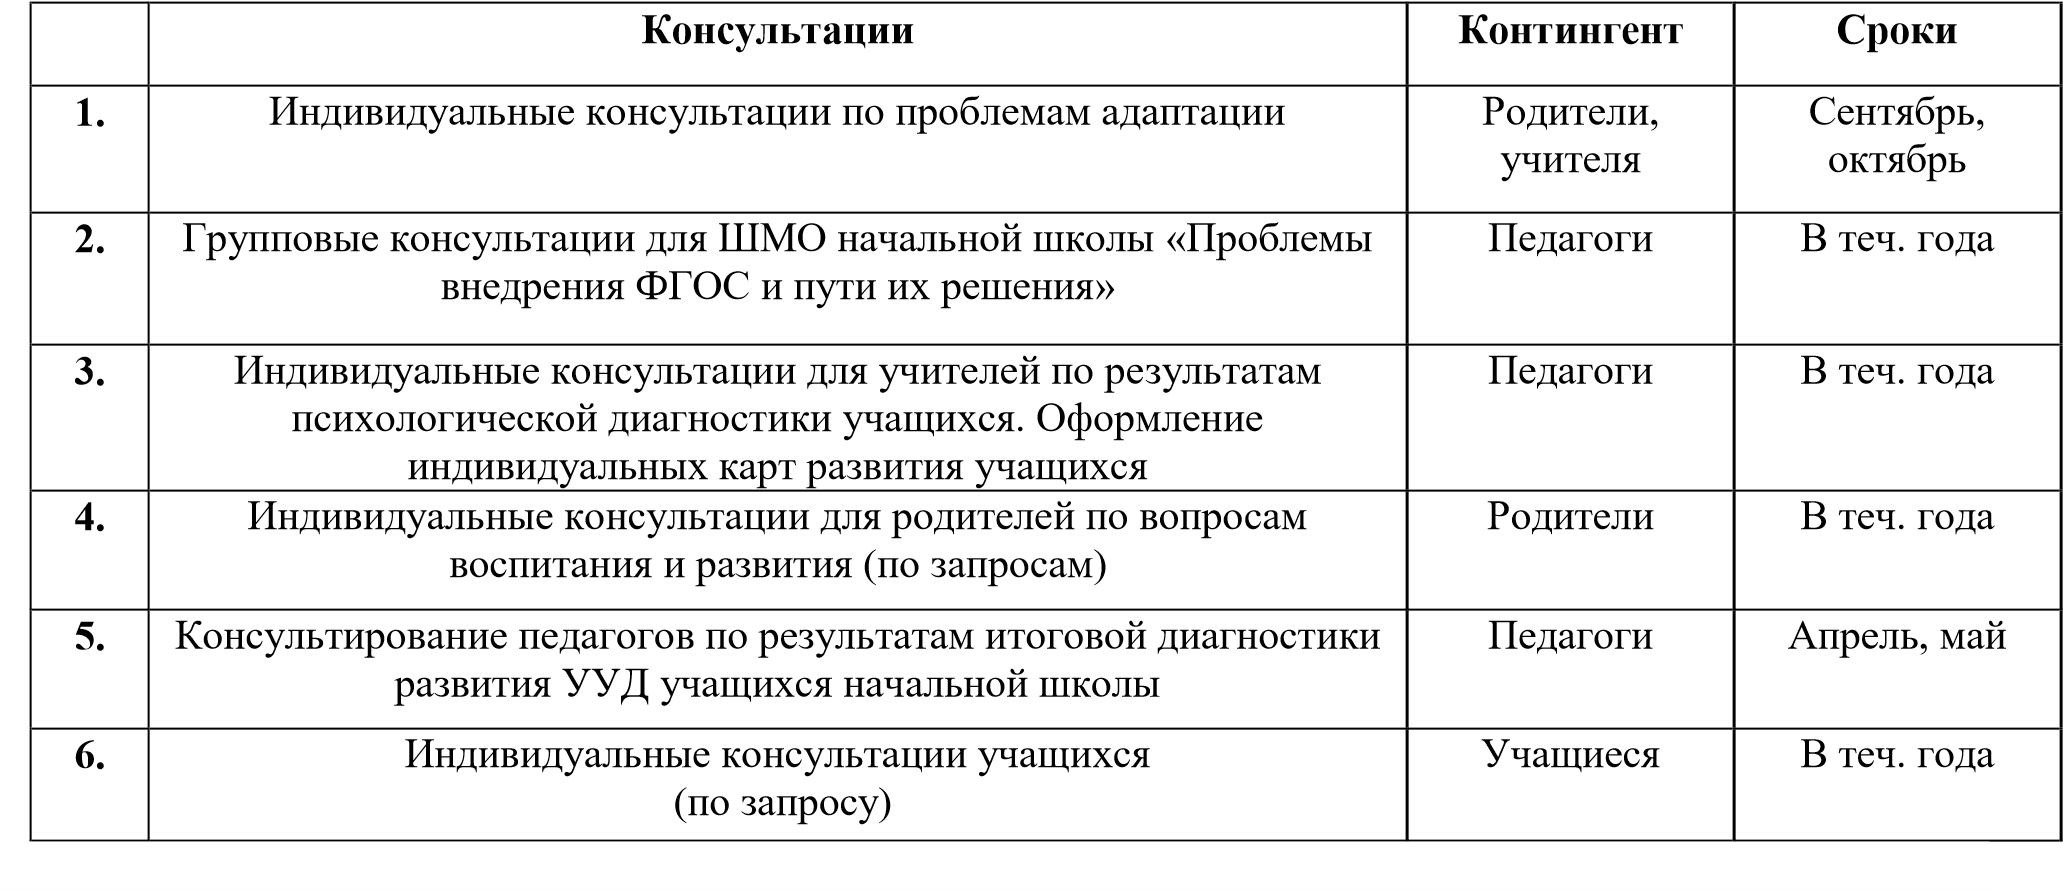 Консультации Контингент Сроки
1. Индивидуальные консультации по проблемам адаптации Родители, Сентябрь,
учителя октябрь
2. Групповые консультации для ШМО начальной школы «Проблемы Педагоги В теч. года
внедрения ФГОС и пути их решения»
3. Индивидуальные консультации для учителей по результатам Педагоги В теч. года
психологической диагностики учащихся. Оформление
индивидуальных карт развития учащихся
4. Индивидуальные консультации для родителей по вопросам Родители В теч. года
воспитания и развития (по запросам)
5. Консультирование педагогов по результатам итоговой диагностики Педагоги Апрель, май
развития УУД учащихся начальной школы
6. Индивидуальные консультации учащихся Учащиеся В теч. года
(по запросу)